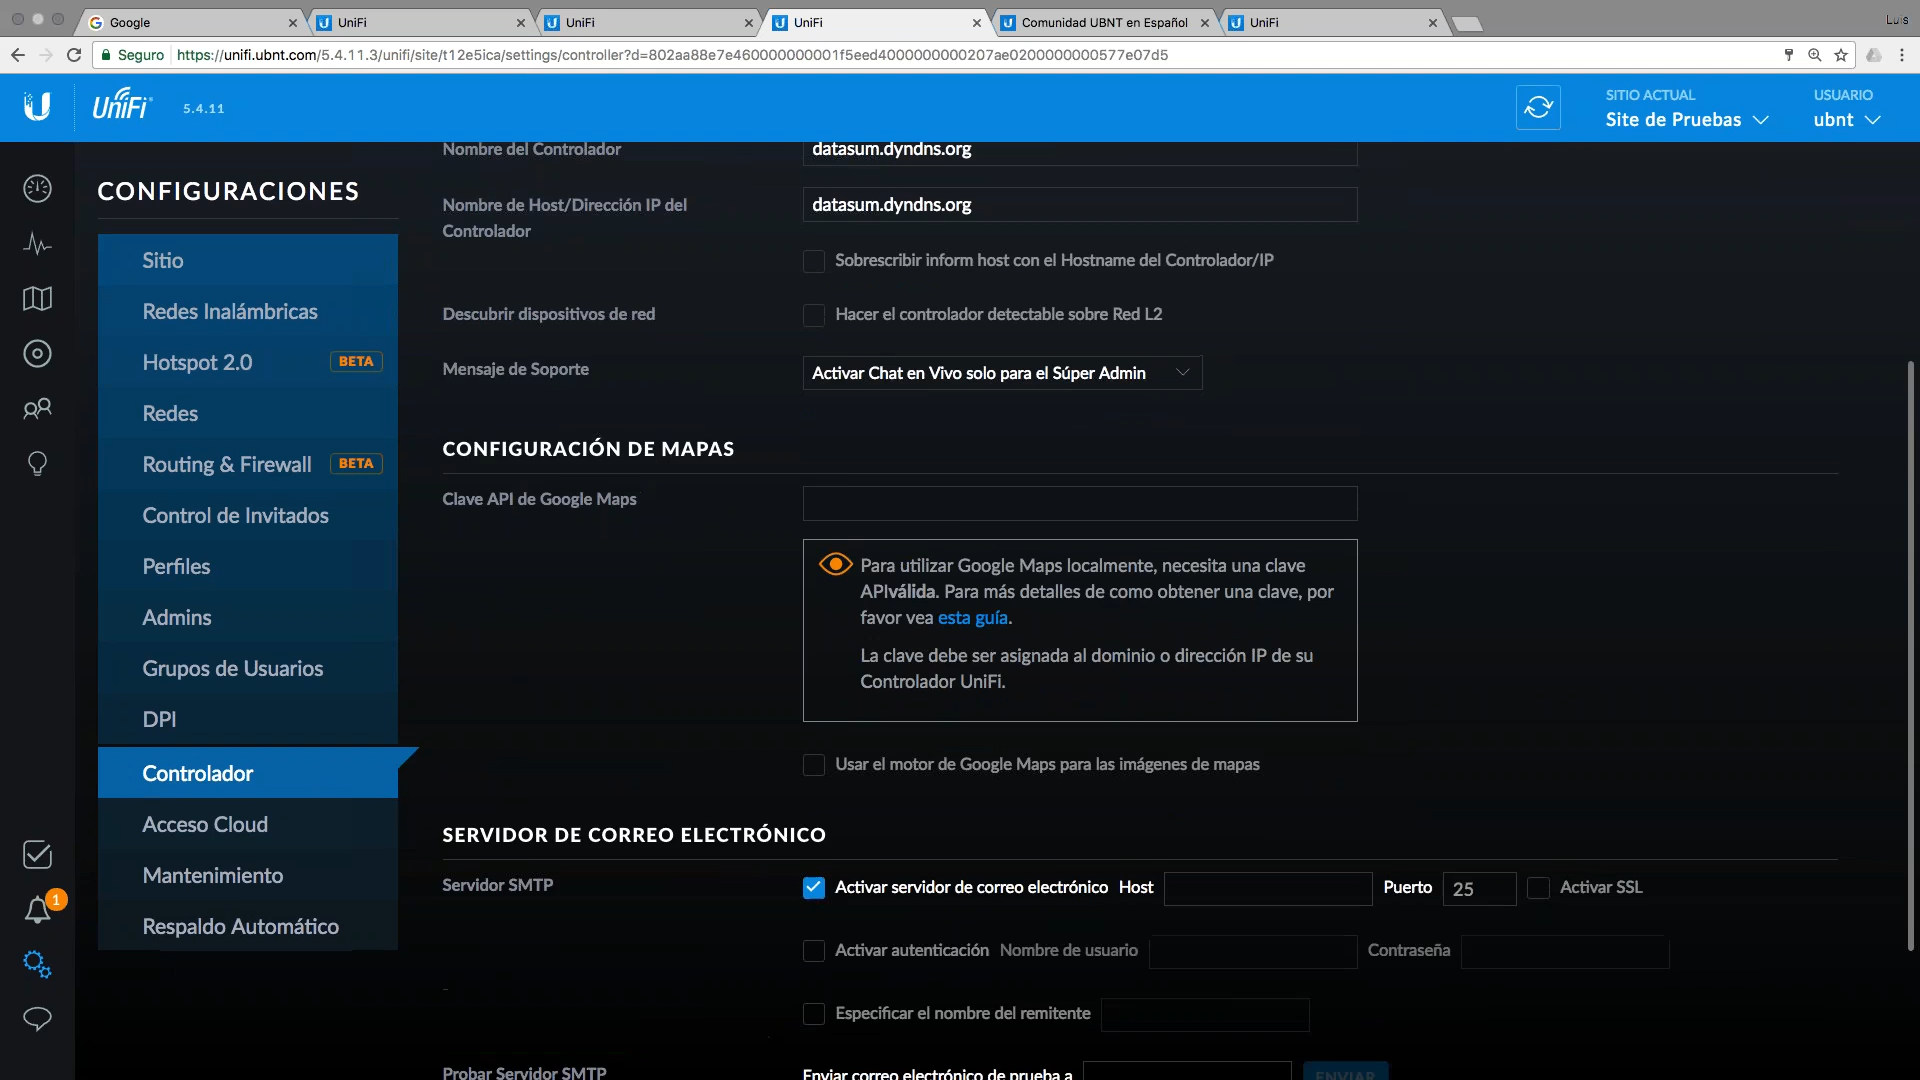 Google
UniFi
UniFi
UniFi
Comunidad UBNT en Español
UniFi
Luis
Seguro
https://unifi.ubnt.com/5.4.11.3/unifi/site/t12e5ica/settings/controller?d=802aa88e7e460000000001f5eed4000000000207ae0200000000577e07d5
UniFi
5.4.11
SITIO ACTUAL
Site de Pruebas
USUARIO
ubnt
CONFIGURACIONES
Sitio
Redes Inalámbricas
Hotspot 2.0 BETA
Redes
Routing & Firewall BETA
Control de Invitados
Perfiles
Admins
Grupos de Usuarios
DPI
Controlador
Acceso Cloud
Mantenimiento
Respaldo Automático
1
Nombre del Controlador
datasum.dyndns.org
Nombre de Host/Dirección IP del
Controlador
datasum.dyndns.org
Sobrescribir inform host con el Hostname del Controlador/IP
Descubrir dispositivos de red
Hacer el controlador detectable sobre Red L2
Mensaje de Soporte
Activar Chat en Vivo solo para el Súper Admin
CONFIGURACIÓN DE MAPAS
Clave API de Google Maps
Para utilizar Google Maps localmente, necesita una clave
APIválida. Para más detalles de como obtener una clave, por
favor vea esta guía.
La clave debe ser asignada al dominio o dirección IP de su
Controlador UniFi.
Usar el motor de Google Maps para las imágenes de mapas
SERVIDOR DE CORREO ELECTRÓNICO
Servidor SMTP
Activar servidor de correo electrónico Host Puerto 25 Activar SSL
Activar autenticación Nombre de usuario Contraseña
Especificar el nombre del remitente
Probar Servidor SMTP
Enviar correo electrónico de prueba a ENVIAR